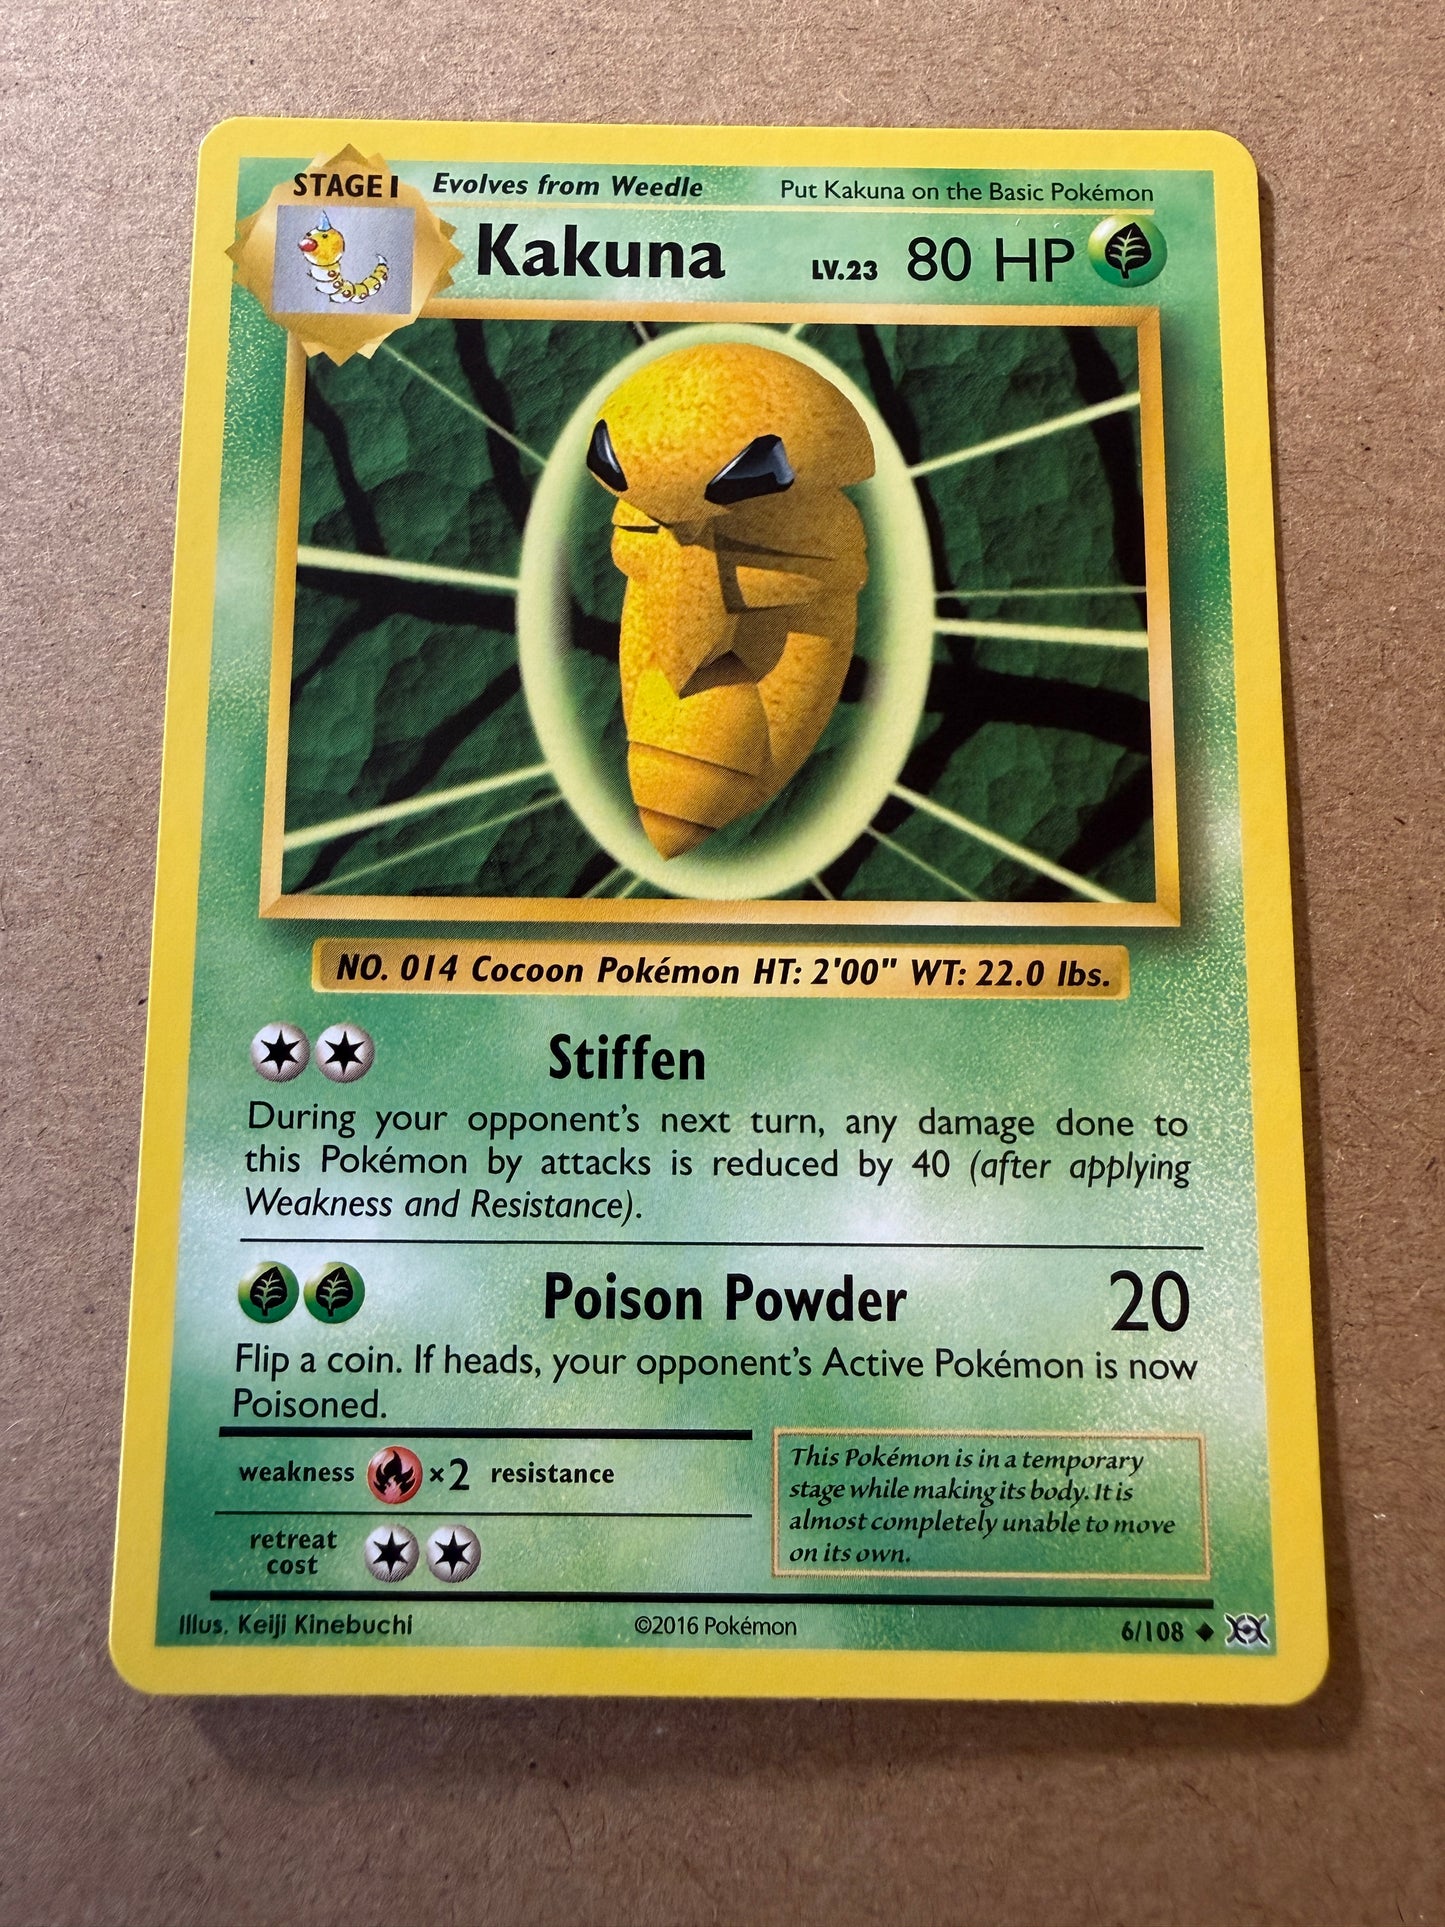 STAGE 1 Evolves from Weedle Put Kakuna on the Basic Pokémon
Kakuna LV.23 80 HP
NO. 014 Cocoon Pokémon HT: 2'00" WT: 22.0 lbs.
Stiffen
During your opponent's next turn, any damage done to
this Pokémon by attacks is reduced by 40 (after applying
Weakness and Resistance).
Poison Powder 20
Flip a coin. If heads, your opponent's Active Pokémon is now
Poisoned.
weakness ×2 resistance
retreat
cost
This Pokémon is in a temporary
stage while making its body. It is
almost completely unable to move
on its own.
Illus. Keiji Kinebuchi ©2016 Pokémon 6/108